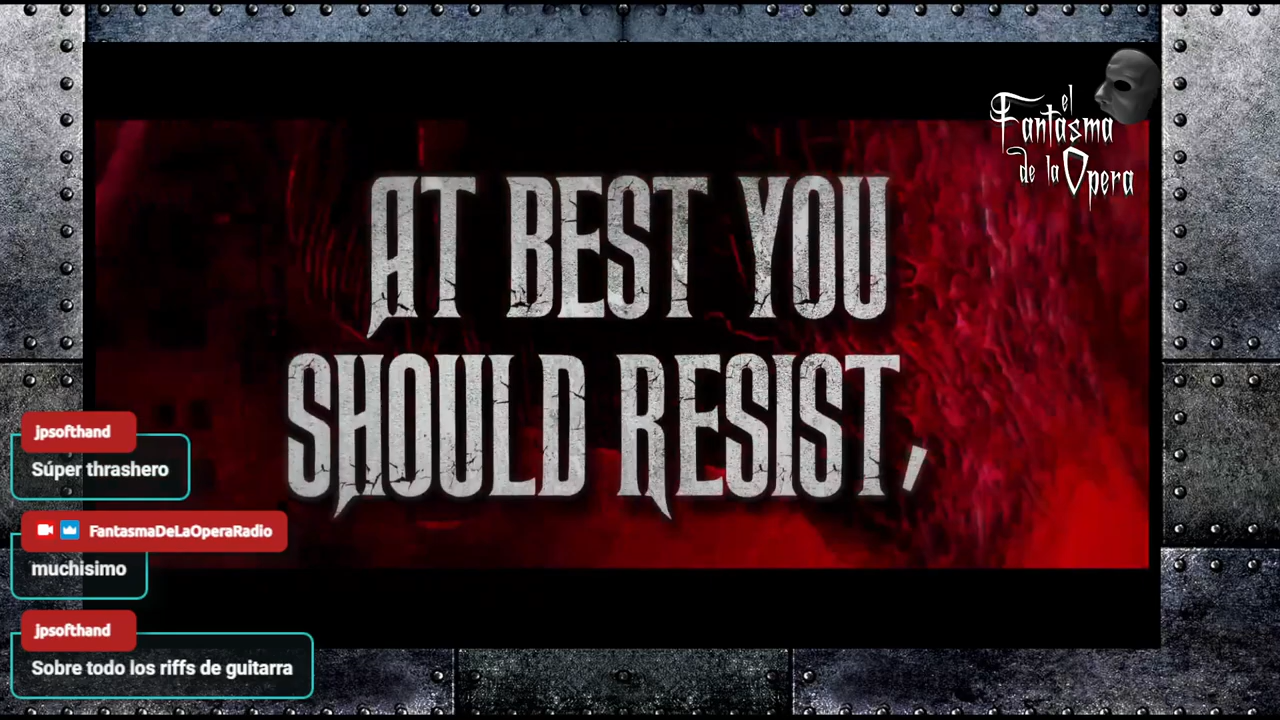 el
Fantasma
de la Opera
AT BEST YOU
SHOULD RESIST,
jpsofthand
Súper thrashero
FantasmaDeLaOperaRadio
muchisimo
jpsofthand
Sobre todo los riffs de guitarra